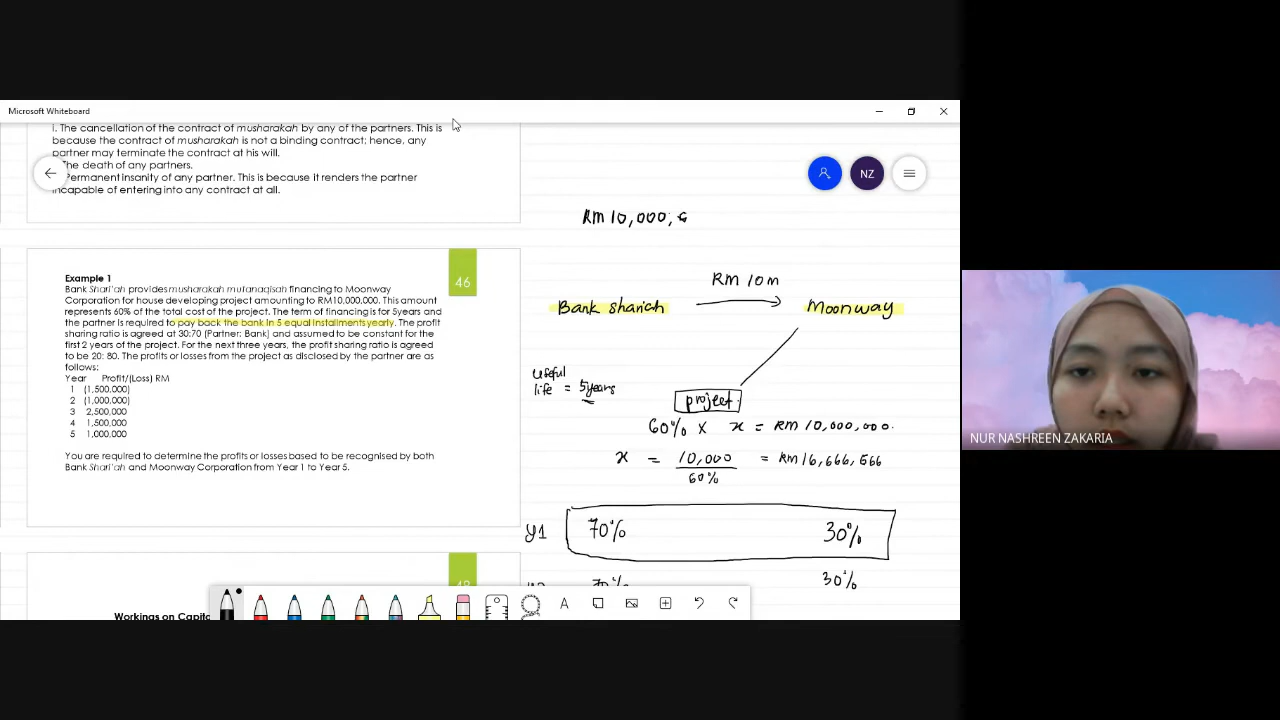 Microsoft Whiteboard
i. The cancellation of the contract of musharakah by any of the partners. This is
because the contract of musharakah is not a binding contract; hence, any
partner may terminate the contract at his will.
The death of any partners.
Permanent insanity of any partner. This is because it renders the partner
incapable of entering into any contract at all.
NZ
RM 10,000,
46
Example 1
Bank Shari'ah provides musharakah mutanaqisah financing to Moonway
Corporation for house developing project amounting to RM10,000,000. This amount
represents 60% of the total cost of the project. The term of financing is for 5years and
the partner is required to pay back the bank in 5 equal instalments yearly. The profit
sharing ratio is agreed at 30:70 (Partner: Bank) and assumed to be constant for the
first 2 years of the project. For the next three years, the profit sharing ratio is agreed
to be 20: 80. The profits or losses from the project as disclosed by the partner are as
follows:
Year Profit/(Loss) RM
1 (1,500,000)
2 (1,000,000)
3 2,500,000
4 1,500,000
5 1,000,000
You are required to determine the profits or losses based to be recognised by both
Bank Shari'ah and Moonway Corporation from Year 1 to Year 5.
RM 10m
Bank shariah
Moonway
useful
life = 5years
project
60% x x = RM 10,000,000.
x = 10,000 = RM 16,666,666
60%
Y1 70% 30%
70% 30%
48
Workings on Capita
A
NUR NASHREEN ZAKARIA